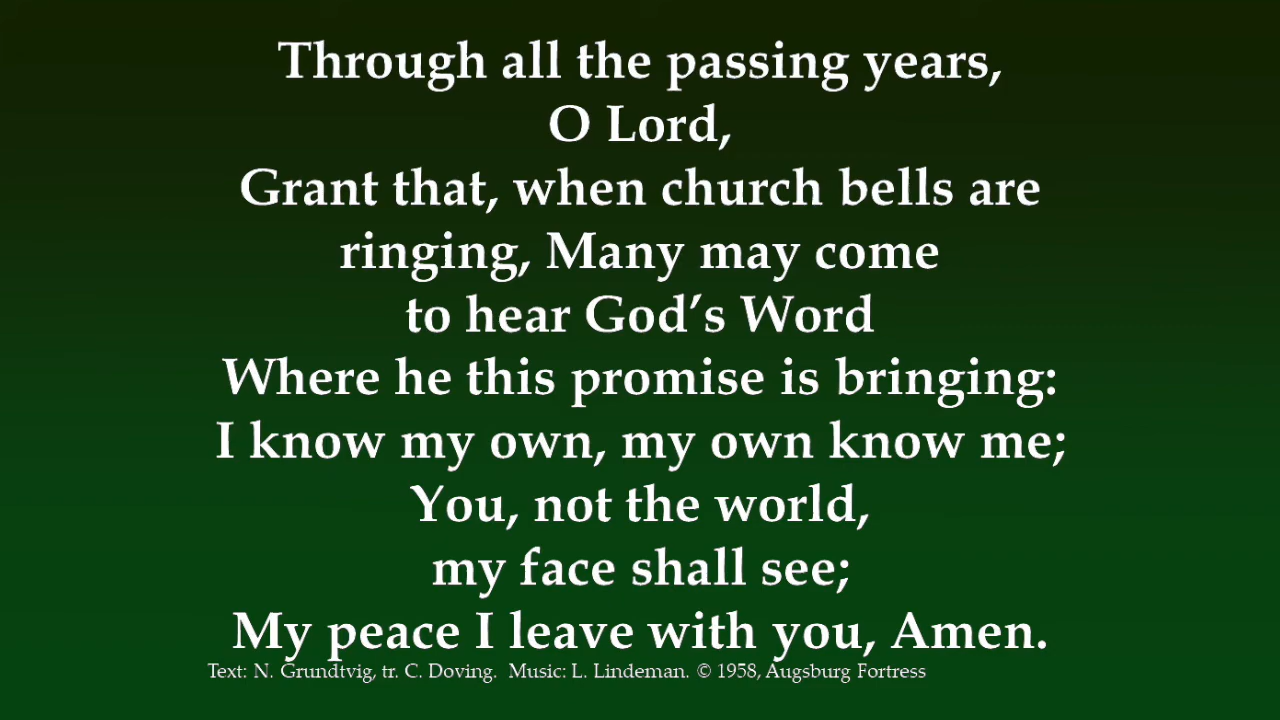 Through all the passing years,
O Lord,
Grant that, when church bells are
ringing, Many may come
to hear God’s Word
Where he this promise is bringing:
I know my own, my own know me;
You, not the world,
my face shall see;
My peace I leave with you, Amen.
Text: N. Grundtvig, tr. C. Doving. Music: L. Lindeman. © 1958, Augsburg Fortress